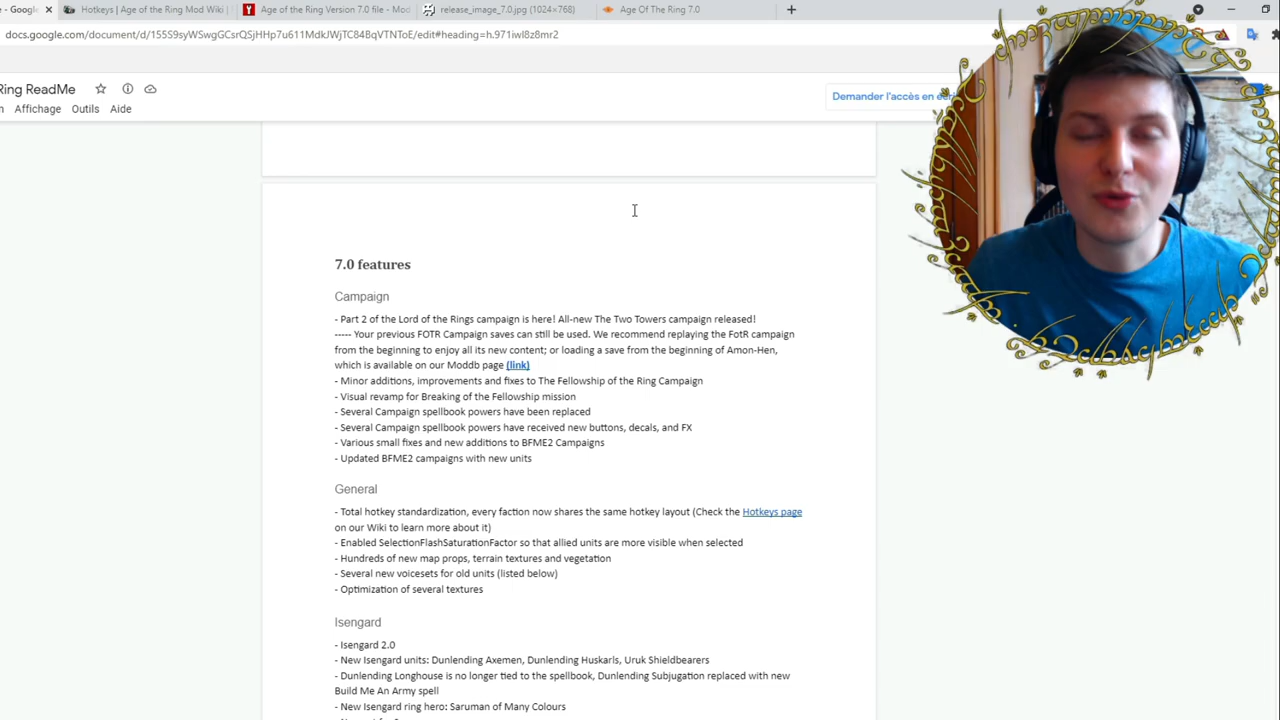 - Google
Hotkeys | Age of the Ring Mod Wiki
Age of the Ring Version 7.0 file - Mod
release_image_7.0.jpg (1024×768)
Age Of The Ring 7.0
Ring ReadMe
Affichage Outils Aide
Demander l'accès en
7.0 features
Campaign
- Part 2 of the Lord of the Rings campaign is here! All-new The Two Towers campaign released!
----- Your previous FOTR Campaign saves can still be used. We recommend replaying the FotR campaign
from the beginning to enjoy all its new content; or loading a save from the beginning of Amon-Hen,
which is available on our Moddb page (link)
- Minor additions, improvements and fixes to The Fellowship of the Ring Campaign
- Visual revamp for Breaking of the Fellowship mission
- Several Campaign spellbook powers have been replaced
- Several Campaign spellbook powers have received new buttons, decals, and FX
- Various small fixes and new additions to BFME2 Campaigns
- Updated BFME2 campaigns with new units
General
- Total hotkey standardization, every faction now shares the same hotkey layout (Check the Hotkeys page
on our Wiki to learn more about it)
- Enabled SelectionFlashSaturationFactor so that allied units are more visible when selected
- Hundreds of new map props, terrain textures and vegetation
- Several new voicesets for old units (listed below)
- Optimization of several textures
Isengard
- Isengard 2.0
- New Isengard units: Dunlending Axemen, Dunlending Huskarls, Uruk Shieldbearers
- Dunlending Longhouse is no longer tied to the spellbook, Dunlending Subjugation replaced with new
Build Me An Army spell
- New Isengard ring hero: Saruman of Many Colours